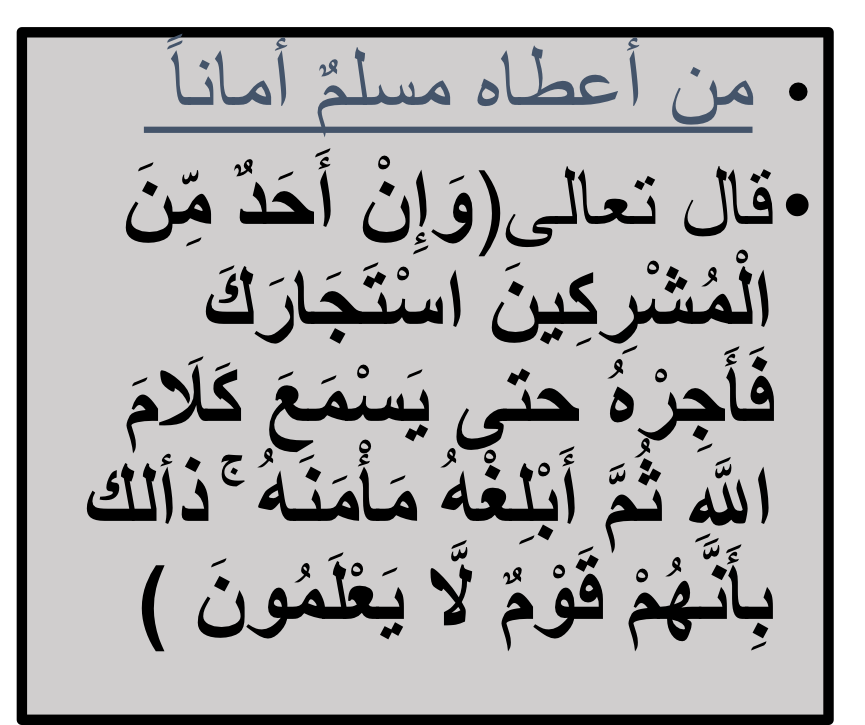 • من أعطاه مسلمٌ أماناً
• قال تعالى(وَإِنْ أَحَدٌ مِّنَ
الْمُشْرِكِينَ اسْتَجَارَكَ
فَأَجِرْهُ حتى يَسْمَعَ كَلَامَ
اللَّهِ ثُمَّ أَبْلِغْهُ مَأْمَنَهُ ۚ ذألك
بِأَنَّهُمْ قَوْمٌ لَّا يَعْلَمُونَ )